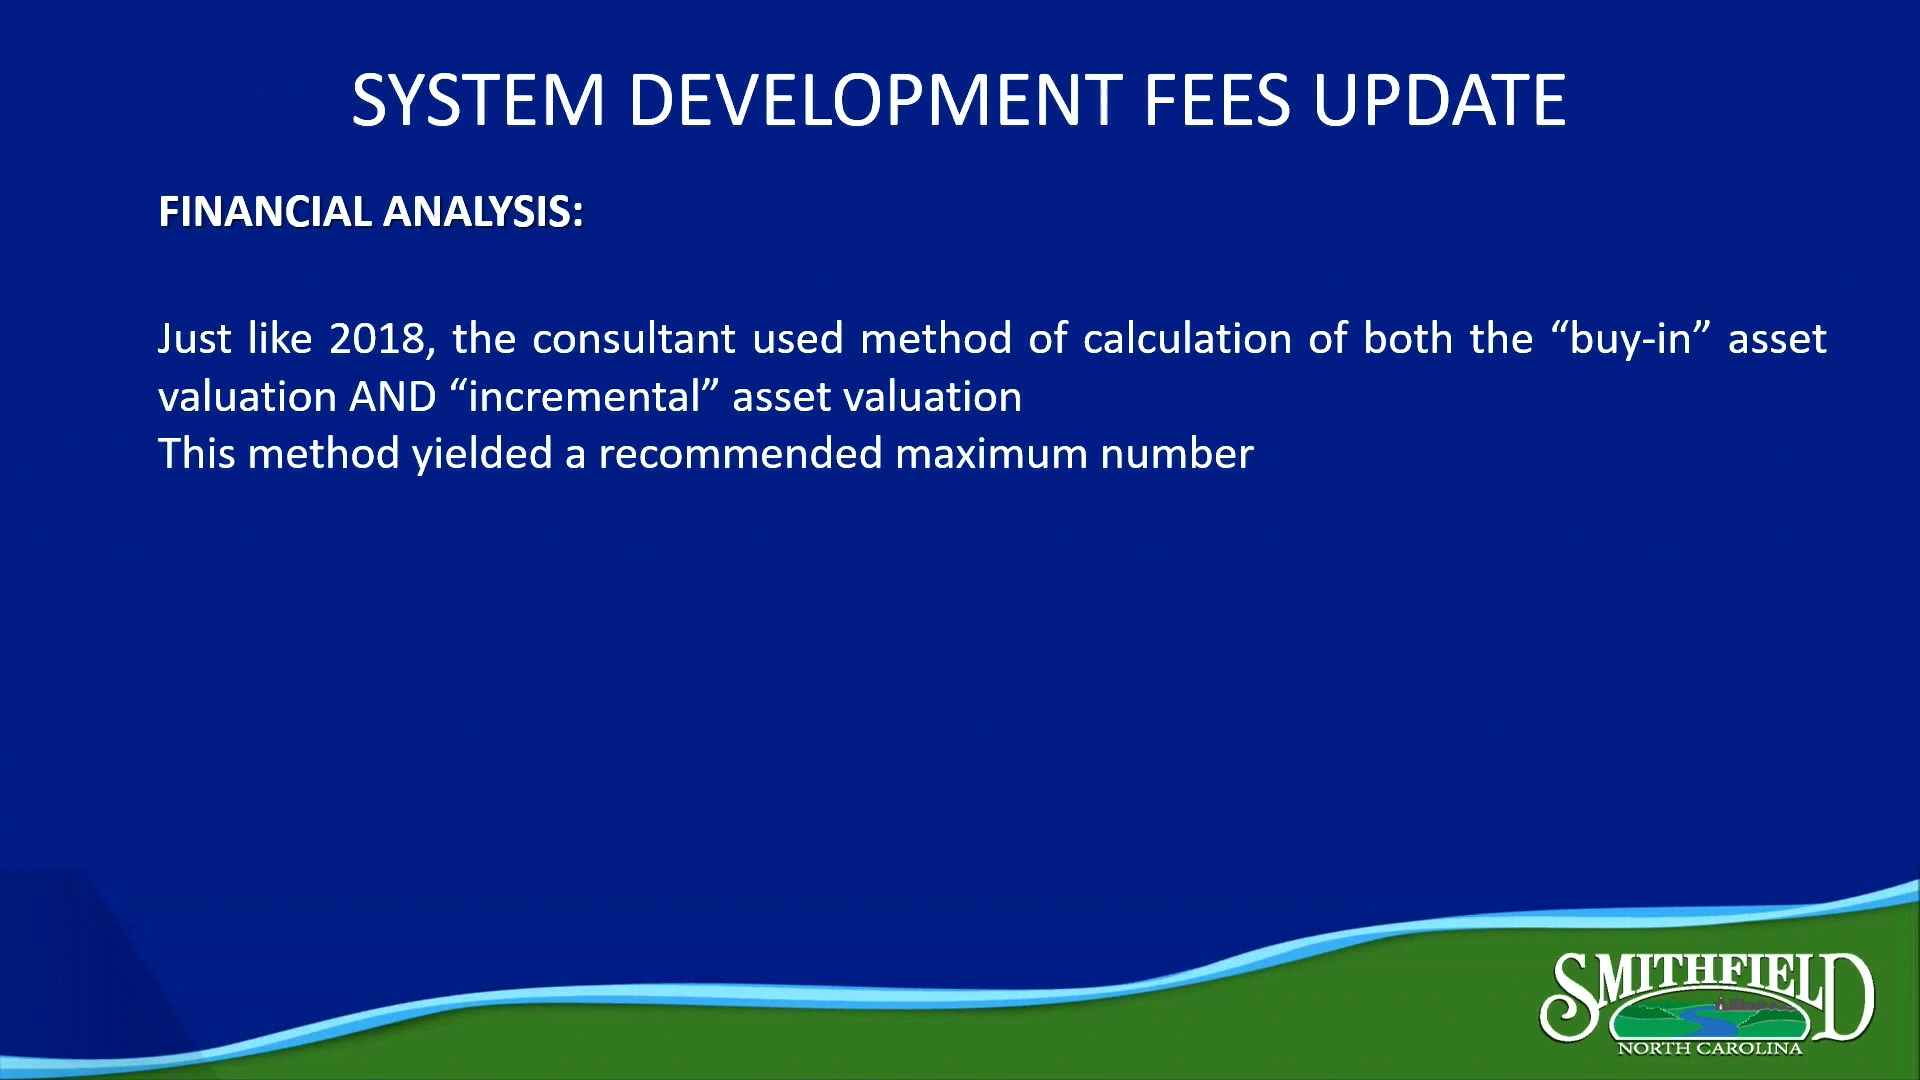 SYSTEM DEVELOPMENT FEES UPDATE
FINANCIAL ANALYSIS:
Just like 2018, the consultant used method of calculation of both the “buy-in” asset
valuation AND “incremental” asset valuation
This method yielded a recommended maximum number
SMITHFIELD
NORTH CAROLINA